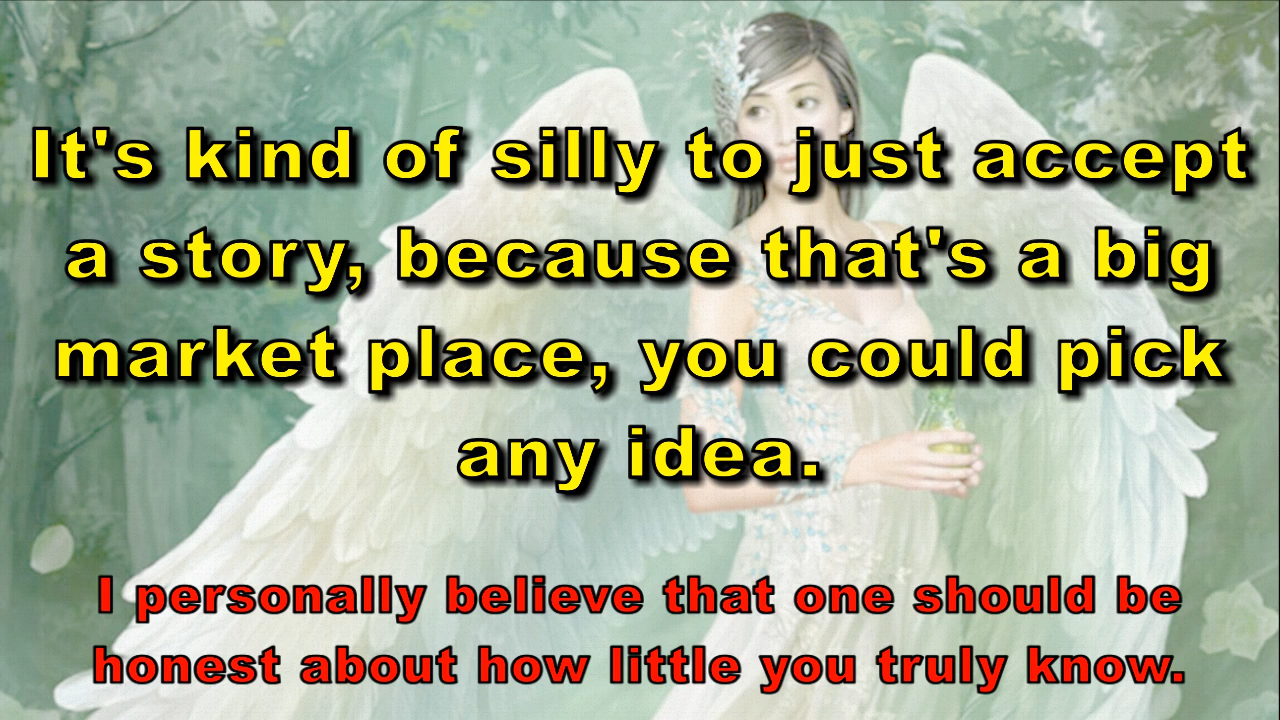 It's kind of silly to just accept
a story, because that's a big
market place, you could pick
any idea.
I personally believe that one should be
honest about how little you truly know.